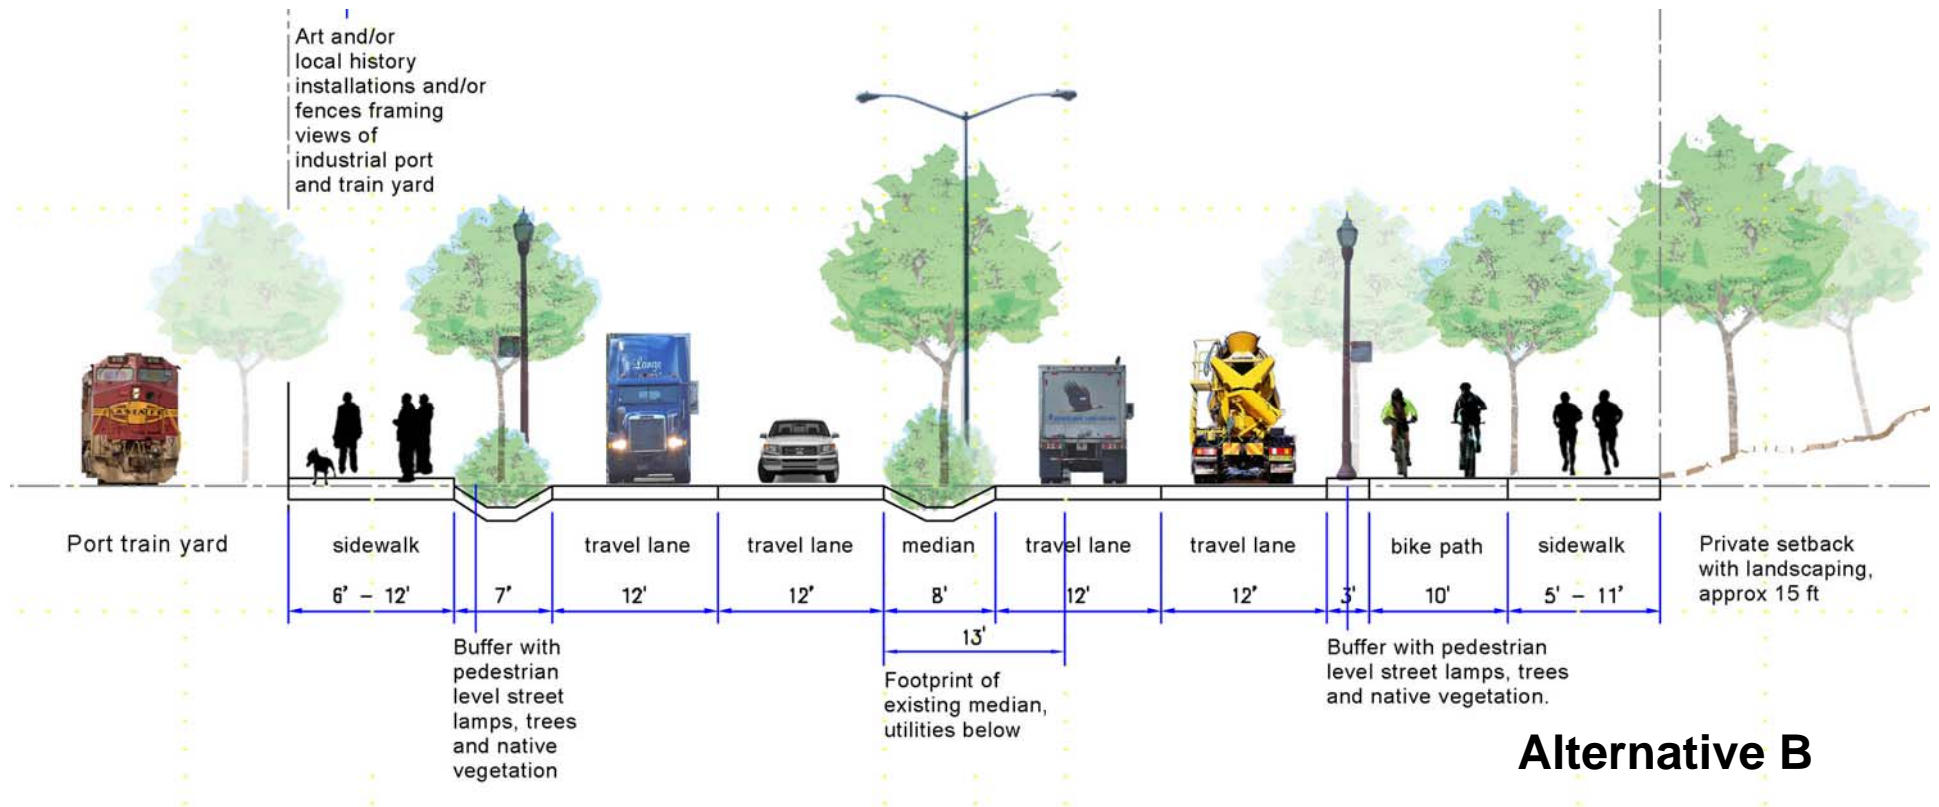 Art and/or
local history
installations and/or
fences framing
views of
industrial port
and train yard
Lange
SANTA FE
Port train yard
sidewalk
travel lane
travel lane
median
travel lane
travel lane
bike path
sidewalk
Private setback
with landscaping,
approx 15 ft
6' - 12'
7'
12'
12'
8'
12'
12'
3'
10'
5' - 11'
13'
Buffer with
pedestrian
level street
lamps, trees
and native
vegetation
Footprint of
existing median,
utilities below
Buffer with pedestrian
level street lamps, trees
and native vegetation.
Alternative B